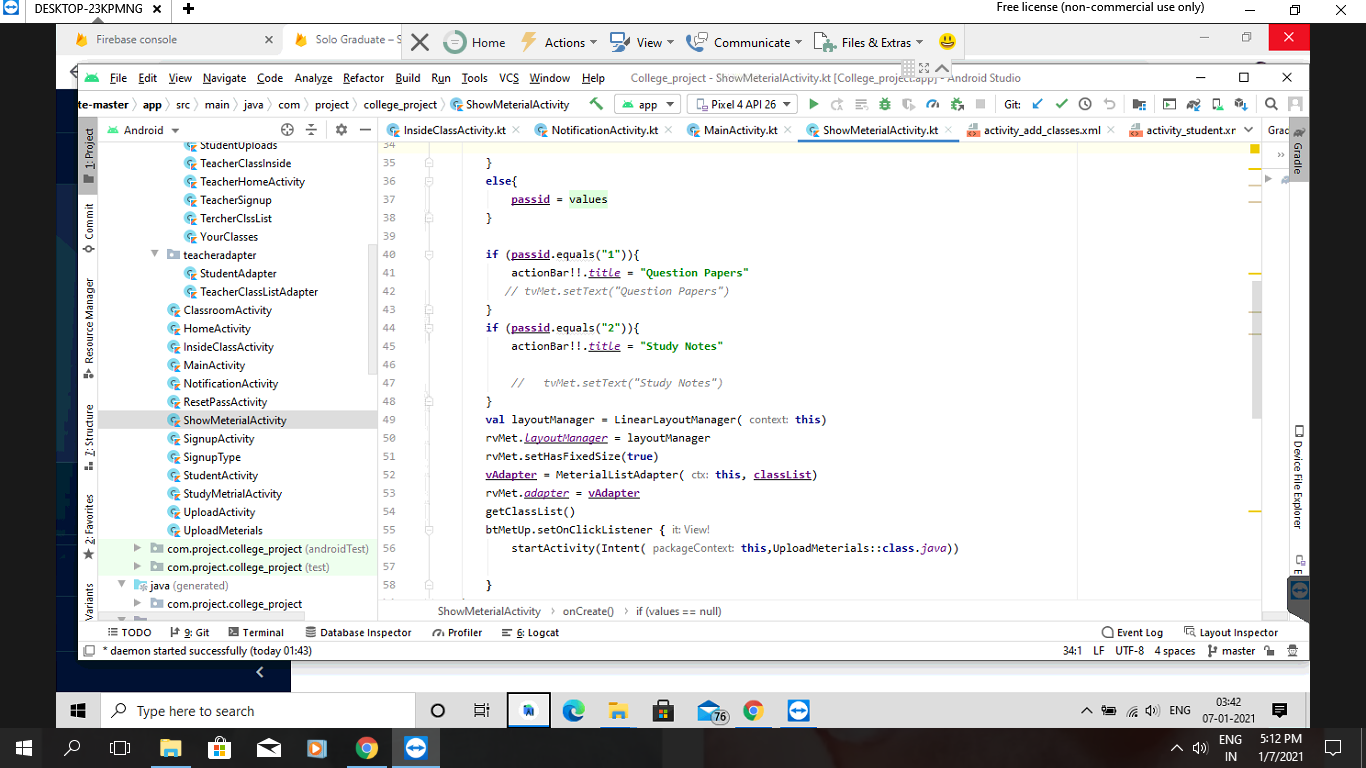 DESKTOP-23KPMNG
Free license (non-commercial use only)
Firebase console
Solo Graduate – S
Home Actions View Communicate Files & Extras
File Edit View Navigate Code Analyze Refactor Build Run Tools VCS Window Help College_project - ShowMeterialActivity.kt [College_project.app] - Android Studio
te-master app src main java com project college_project ShowMeterialActivity app Pixel 4 API 26 Git:
Android
InsideClassActivity.kt NotificationActivity.kt MainActivity.kt ShowMeterialActivity.kt activity_add_classes.xml activity_student.xr Grac
1: Project
Commit
Resource Manager
7: Structure
2: Favorites
Variants
StudentUploads
TeacherClassInside
TeacherHomeActivity
TeacherSignup
TercherClssList
YourClasses
teacheradapter
StudentAdapter
TeacherClassListAdapter
ClassroomActivity
HomeActivity
InsideClassActivity
MainActivity
NotificationActivity
ResetPassActivity
ShowMeterialActivity
SignupActivity
SignupType
StudentActivity
StudyMetrialActivity
UploadActivity
UploadMeterials
com.project.college_project (androidTest)
com.project.college_project (test)
java (generated)
com.project.college_project
34
35 }
36 else{
37 passid = values
38 }
39
40 if (passid.equals("1")){
41 actionBar!!.title = "Question Papers"
42 // tvMet.setText("Question Papers")
43 }
44 if (passid.equals("2")){
45 actionBar!!.title = "Study Notes"
46
47 // tvMet.setText("Study Notes")
48 }
49 val layoutManager = LinearLayoutManager( context: this)
50 rvMet.layoutManager = layoutManager
51 rvMet.setHasFixedSize(true)
52 vAdapter = MeterialListAdapter( ctx: this, classList)
53 rvMet.adapter = vAdapter
54 getClassList()
55 btMetUp.setOnClickListener { it: View!
56 startActivity(Intent( packageContext: this,UploadMeterials::class.java))
57
58 }
ShowMeterialActivity onCreate() if (values == null)
Gradle
Device File Explorer
E
TODO 9: Git Terminal Database Inspector Profiler 6: Logcat Event Log Layout Inspector
* daemon started successfully (today 01:43) 34:1 LF UTF-8 4 spaces master
Type here to search
76
ENG
03:42
07-01-2021
ENG
IN
5:12 PM
1/7/2021